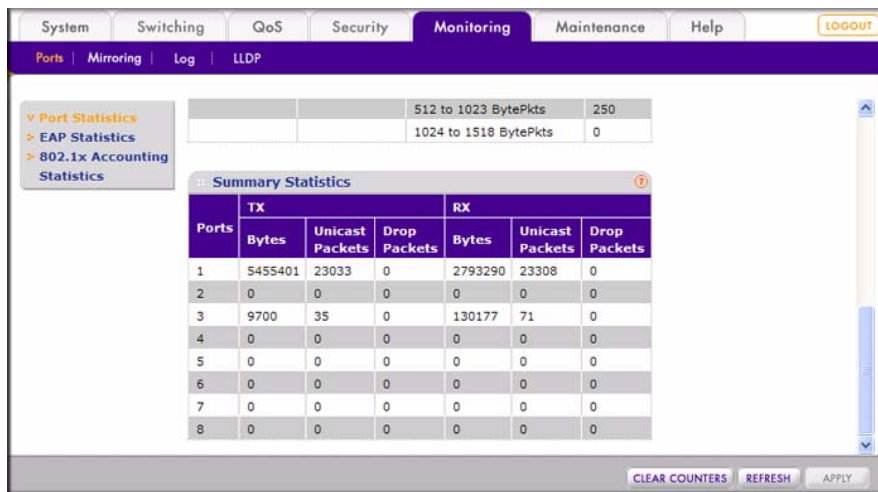 System Switching QoS Security Monitoring Maintenance Help LOGOUT
Ports Mirroring Log LLDP
Port Statistics
EAP Statistics
802.1x Accounting
Statistics
512 to 1023 BytePkts 250
1024 to 1518 BytePkts 0
Summary Statistics ?
Ports TX RX
Bytes Unicast Packets Drop Packets Bytes Unicast Packets Drop Packets
1 5455401 23033 0 2793290 23308 0
2 0 0 0 0 0 0
3 9700 35 0 130177 71 0
4 0 0 0 0 0 0
5 0 0 0 0 0 0
6 0 0 0 0 0 0
7 0 0 0 0 0 0
8 0 0 0 0 0 0
CLEAR COUNTERS REFRESH APPLY